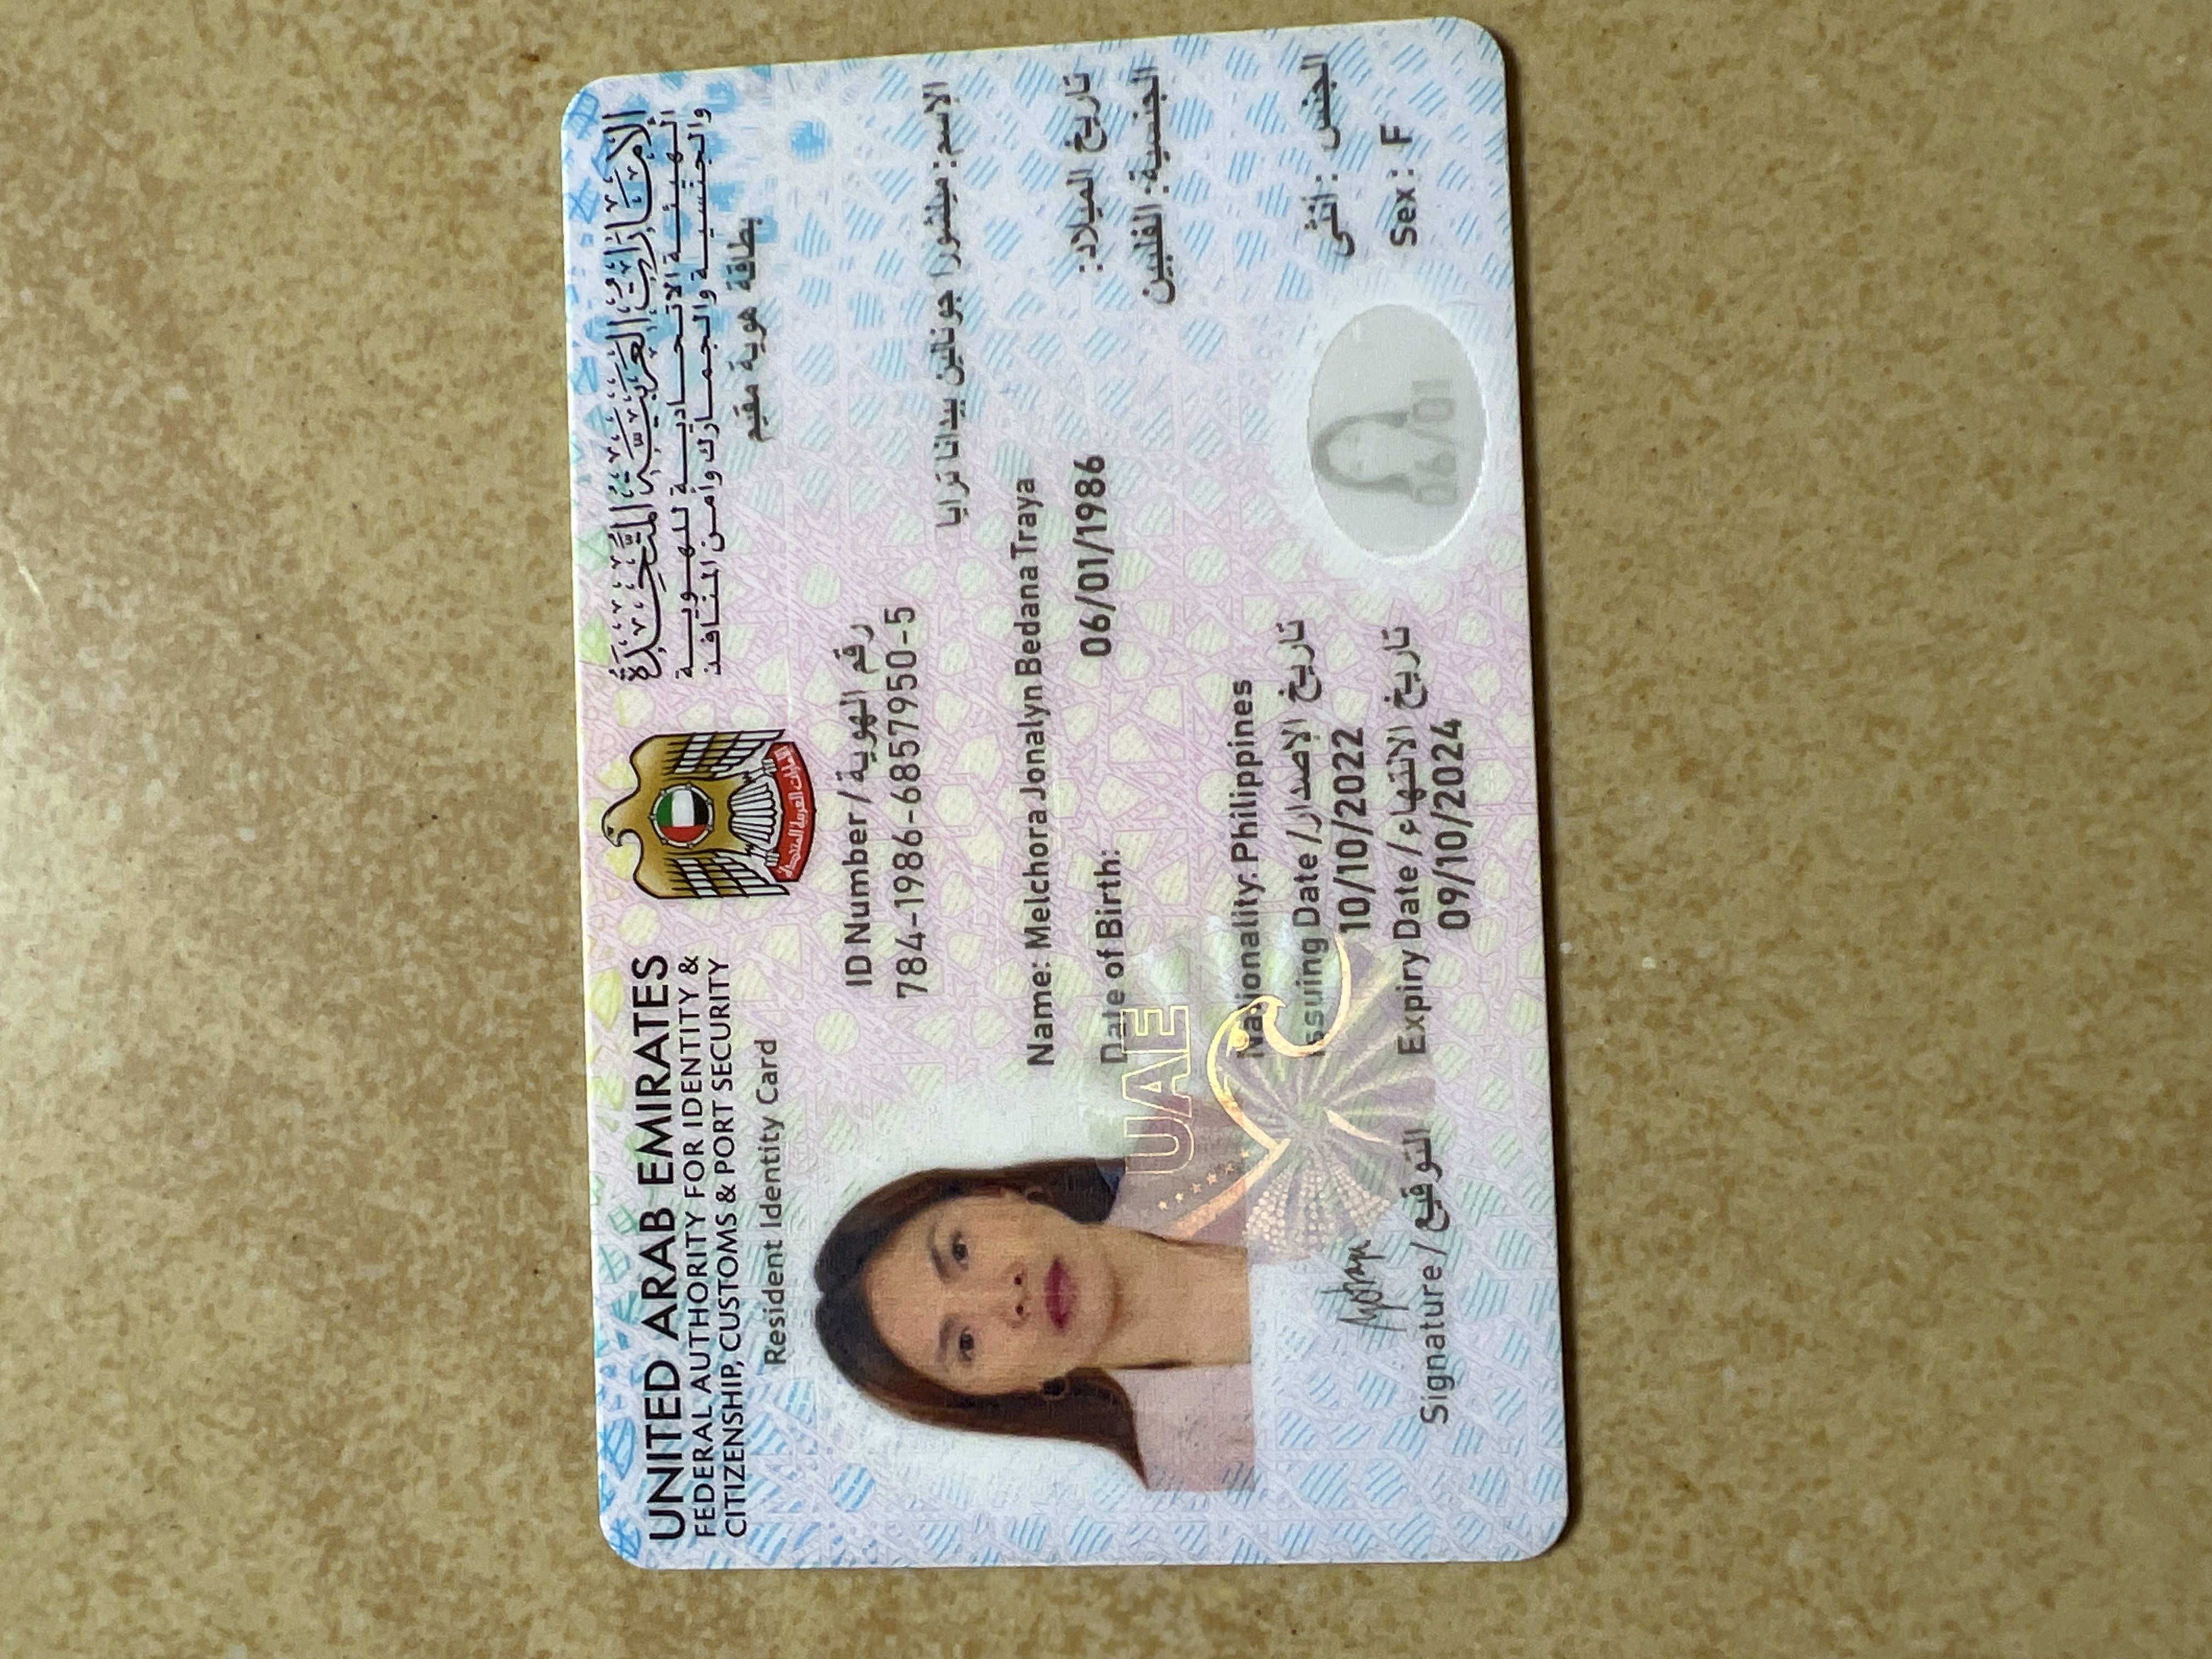 UNITED ARAB EMIRATES
FEDERAL AUTHORITY FOR IDENTITY &
CITIZENSHIP, CUSTOMS & PORT SECURITY
Resident Identity Card
الإمارات العربية المتحدة
الهيئة الاتحادية للهوية
والجنسية والجمارك وأمن المنافذ
بطاقة هوية مقيم
الإمارات العربية المتحدة
ID Number / رقم الهوية
784-1986-6857950-5
الإسم: ميلشورا جونالين بيدانا ترايا
Name: Melchora Jonalyn Bedana Traya
Date of Birth: 06/01/1986 تاريخ الميلاد:
UAE
الجنسية: الفلبين
Nationality: Philippines
Issuing Date / تاريخ الإصدار
10/10/2022
Expiry Date / تاريخ الانتهاء
09/10/2024
الجنس : أنثى
Sex : F
06/01
Signature / التوقيع